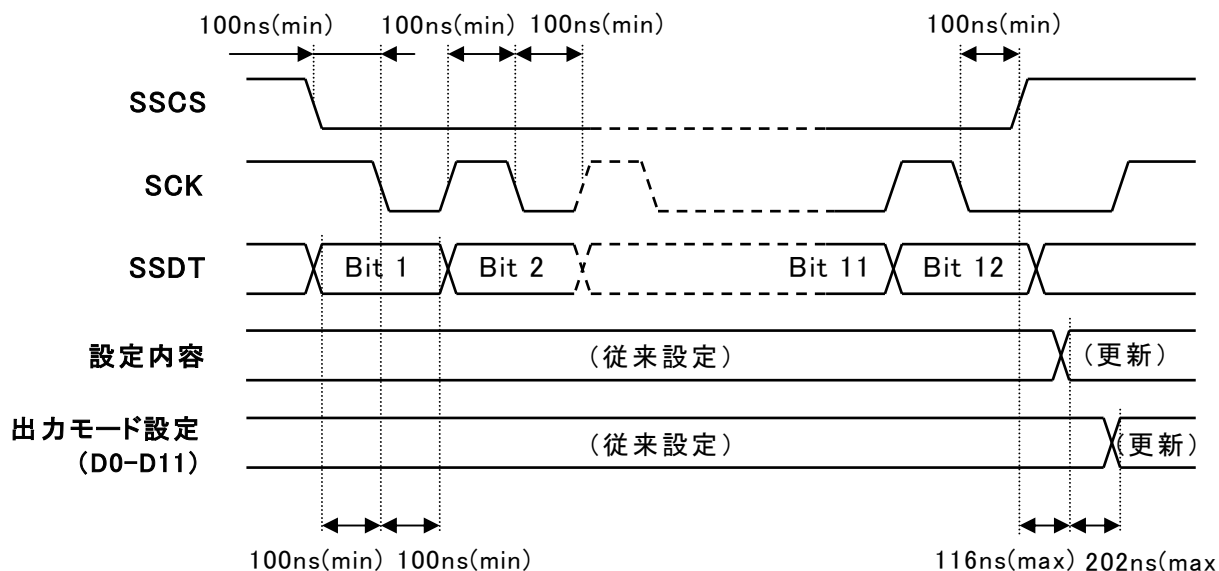 100ns(min) 100ns(min) 100ns(min) 100ns(min)
SSCS
SCK
SSDT Bit 1 Bit 2 Bit 11 Bit 12
設定内容 (従来設定) (更新)
出力モード設定 (従来設定) (更新)
(D0-D11)
100ns(min) 100ns(min) 116ns(max) 202ns(max